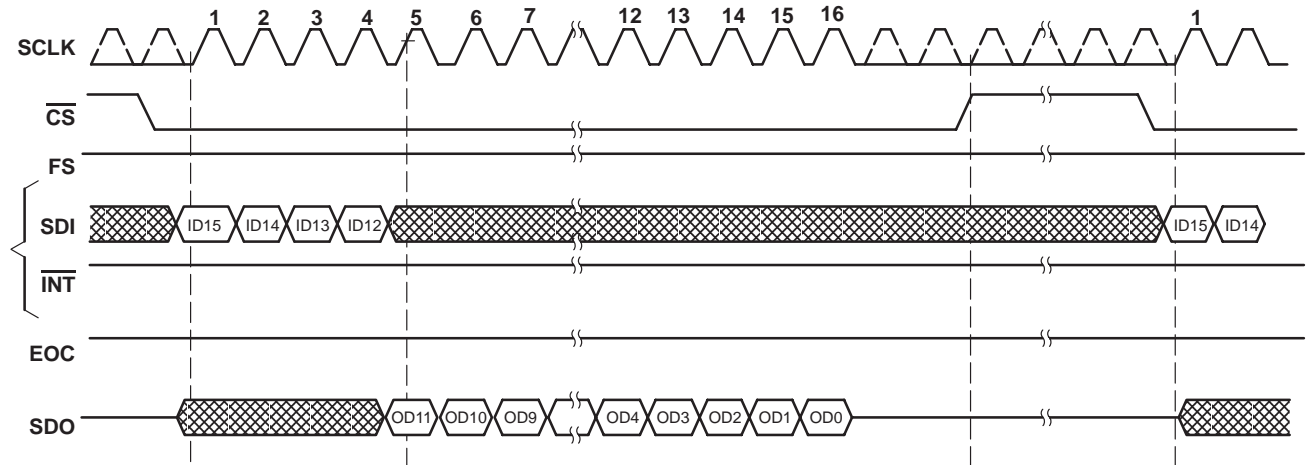 1 2 3 4 5 6 7 12 13 14 15 16 1
SCLK
CS
FS
SDI ID15 ID14 ID13 ID12 ID15 ID14
INT
EOC
SDO OD11 OD10 OD9 OD4 OD3 OD2 OD1 OD0